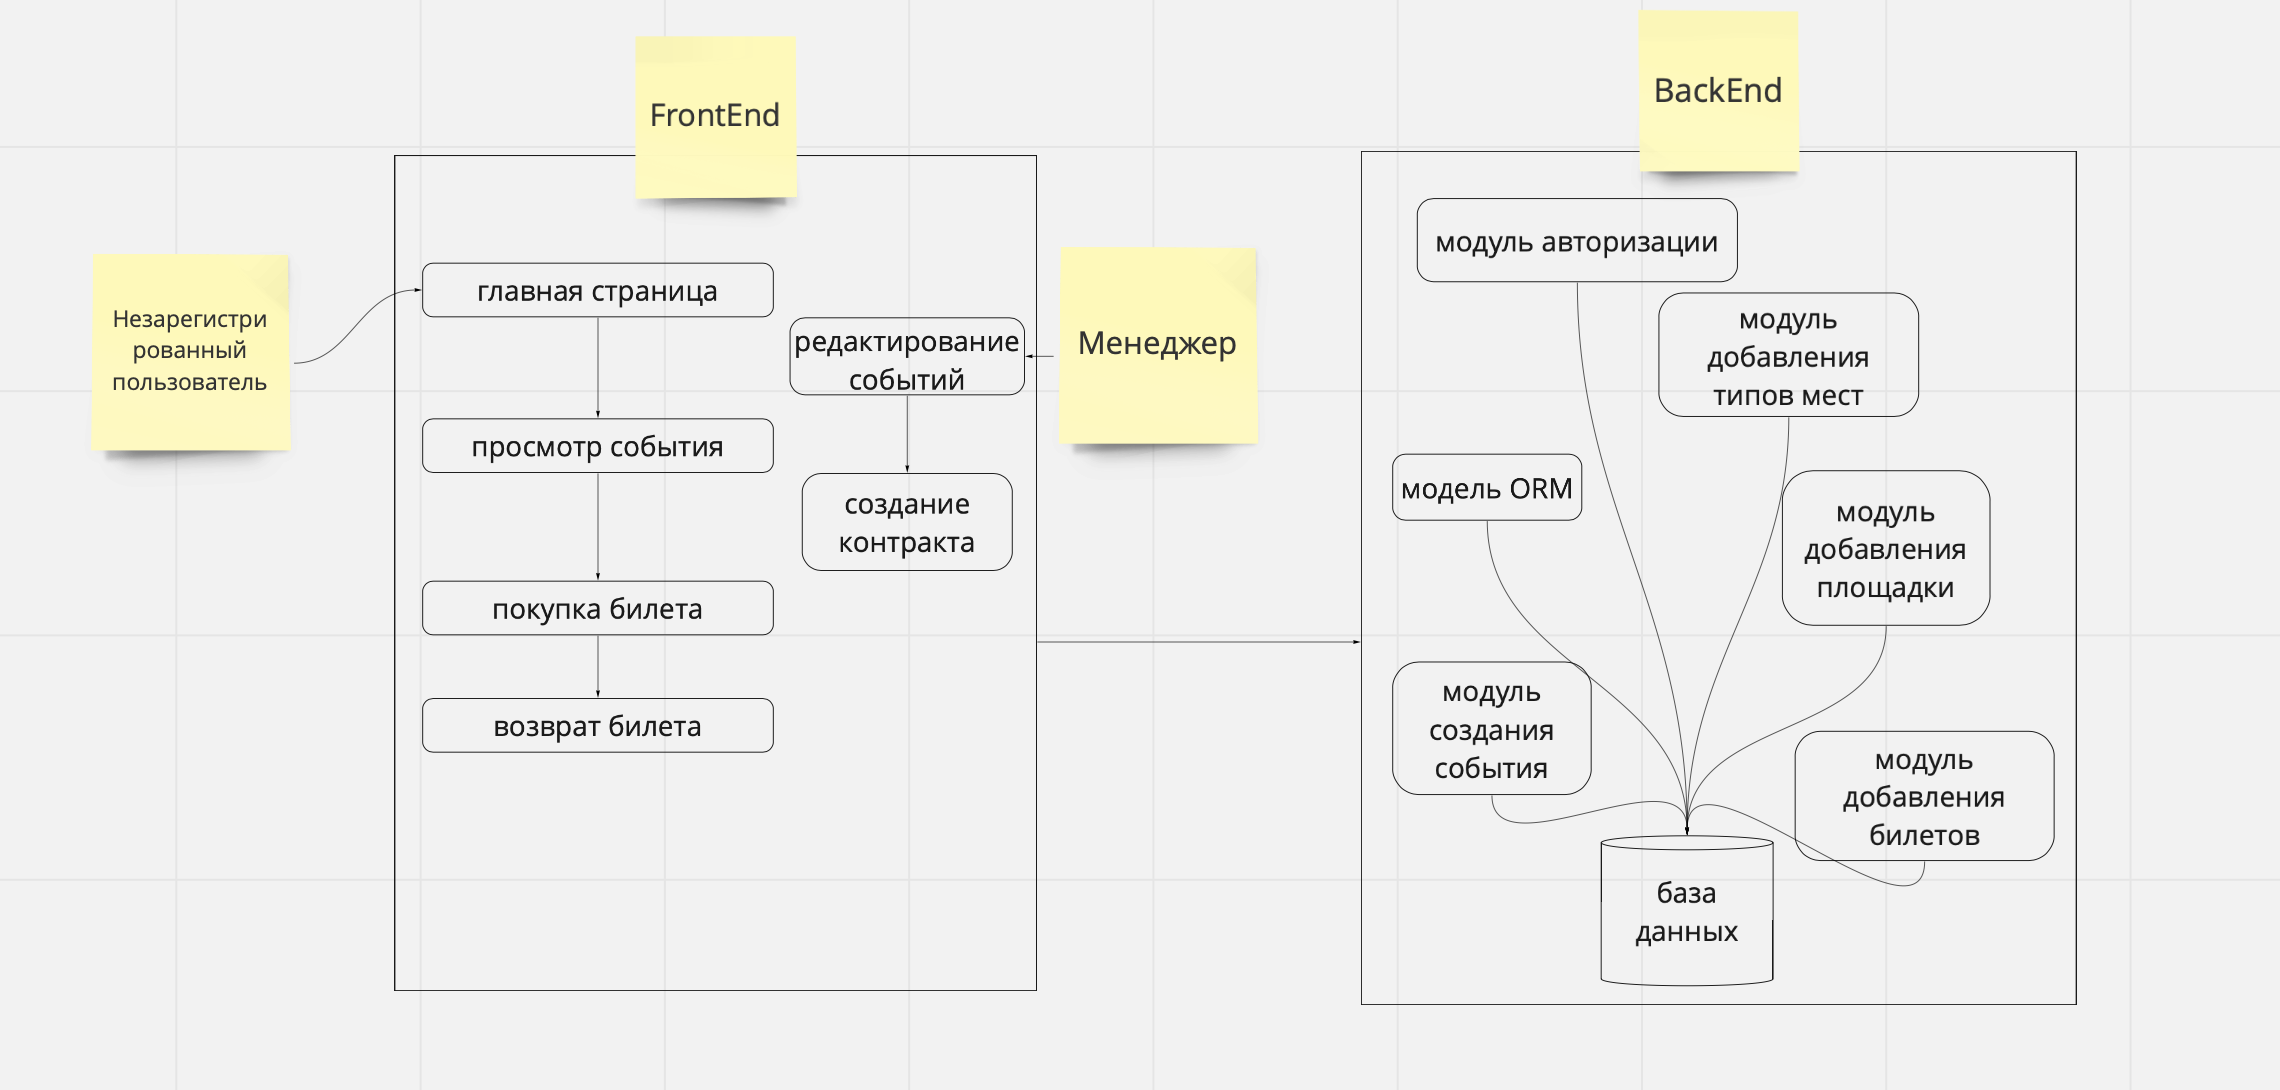 FrontEnd
BackEnd
Незарегистри
рованный
пользователь
главная страница
просмотр события
покупка билета
возврат билета
редактирование
событий
создание
контракта
Менеджер
модуль авторизации
модуль
добавления
типов мест
модель ORM
модуль
добавления
площадки
модуль
создания
события
модуль
добавления
билетов
база
данных